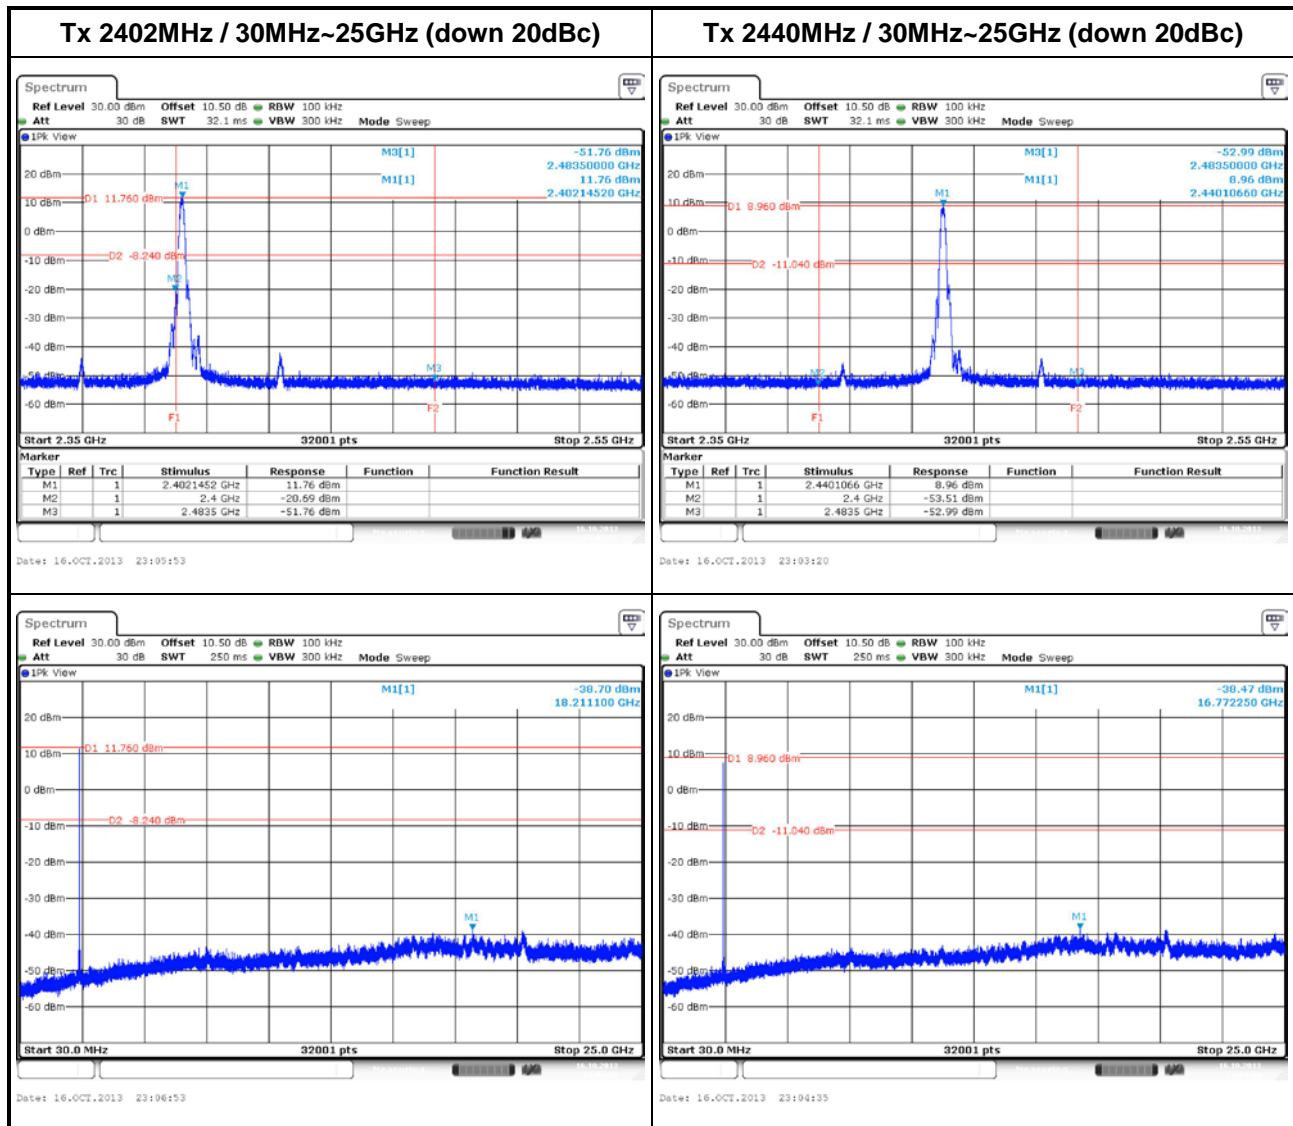 Tx 2402MHz / 30MHz~25GHz (down 20dBc)
Tx 2440MHz / 30MHz~25GHz (down 20dBc)
Spectrum
Ref Level 30.00 dBm Offset 10.50 dB RBW 100 kHz
Att 30 dB SWT 32.1 ms VBW 300 kHz Mode Sweep
1Pk View
M3[1] -51.76 dBm
2.48350000 GHz
M1[1] 11.76 dBm
2.40214520 GHz
20 dBm
M1
D1 11.760 dBm
10 dBm
0 dBm
D2 -8.240 dBm
-10 dBm
M2
-20 dBm
-30 dBm
-40 dBm
M3
-50 dBm
-60 dBm
F1
F2
Start 2.35 GHz 32001 pts Stop 2.55 GHz
Marker
Type Ref Trc Stimulus Response Function Function Result
M1 1 2.4021452 GHz 11.76 dBm
M2 1 2.4 GHz -20.69 dBm
M3 1 2.4835 GHz -51.76 dBm
Date: 16.OCT.2013 23:05:53
Spectrum
Ref Level 30.00 dBm Offset 10.50 dB RBW 100 kHz
Att 30 dB SWT 32.1 ms VBW 300 kHz Mode Sweep
1Pk View
M3[1] -52.99 dBm
2.48350000 GHz
M1[1] 8.96 dBm
2.44010660 GHz
20 dBm
M1
10 dBm
D1 8.960 dBm
0 dBm
-10 dBm
D2 -11.040 dBm
-20 dBm
-30 dBm
-40 dBm
M2
M3
-50 dBm
-60 dBm
F1
F2
Start 2.35 GHz 32001 pts Stop 2.55 GHz
Marker
Type Ref Trc Stimulus Response Function Function Result
M1 1 2.4401066 GHz 8.96 dBm
M2 1 2.4 GHz -53.51 dBm
M3 1 2.4835 GHz -52.99 dBm
Date: 16.OCT.2013 23:03:20
Spectrum
Ref Level 30.00 dBm Offset 10.50 dB RBW 100 kHz
Att 30 dB SWT 250 ms VBW 300 kHz Mode Sweep
1Pk View
M1[1] -38.70 dBm
18.211100 GHz
20 dBm
D1 11.760 dBm
10 dBm
0 dBm
D2 -8.240 dBm
-10 dBm
-20 dBm
-30 dBm
M1
-40 dBm
-50 dBm
-60 dBm
Start 30.0 MHz 32001 pts Stop 25.0 GHz
Date: 16.OCT.2013 23:06:53
Spectrum
Ref Level 30.00 dBm Offset 10.50 dB RBW 100 kHz
Att 30 dB SWT 250 ms VBW 300 kHz Mode Sweep
1Pk View
M1[1] -38.47 dBm
16.772250 GHz
20 dBm
10 dBm
D1 8.960 dBm
0 dBm
-10 dBm
D2 -11.040 dBm
-20 dBm
-30 dBm
M1
-40 dBm
-50 dBm
-60 dBm
Start 30.0 MHz 32001 pts Stop 25.0 GHz
Date: 16.OCT.2013 23:04:35